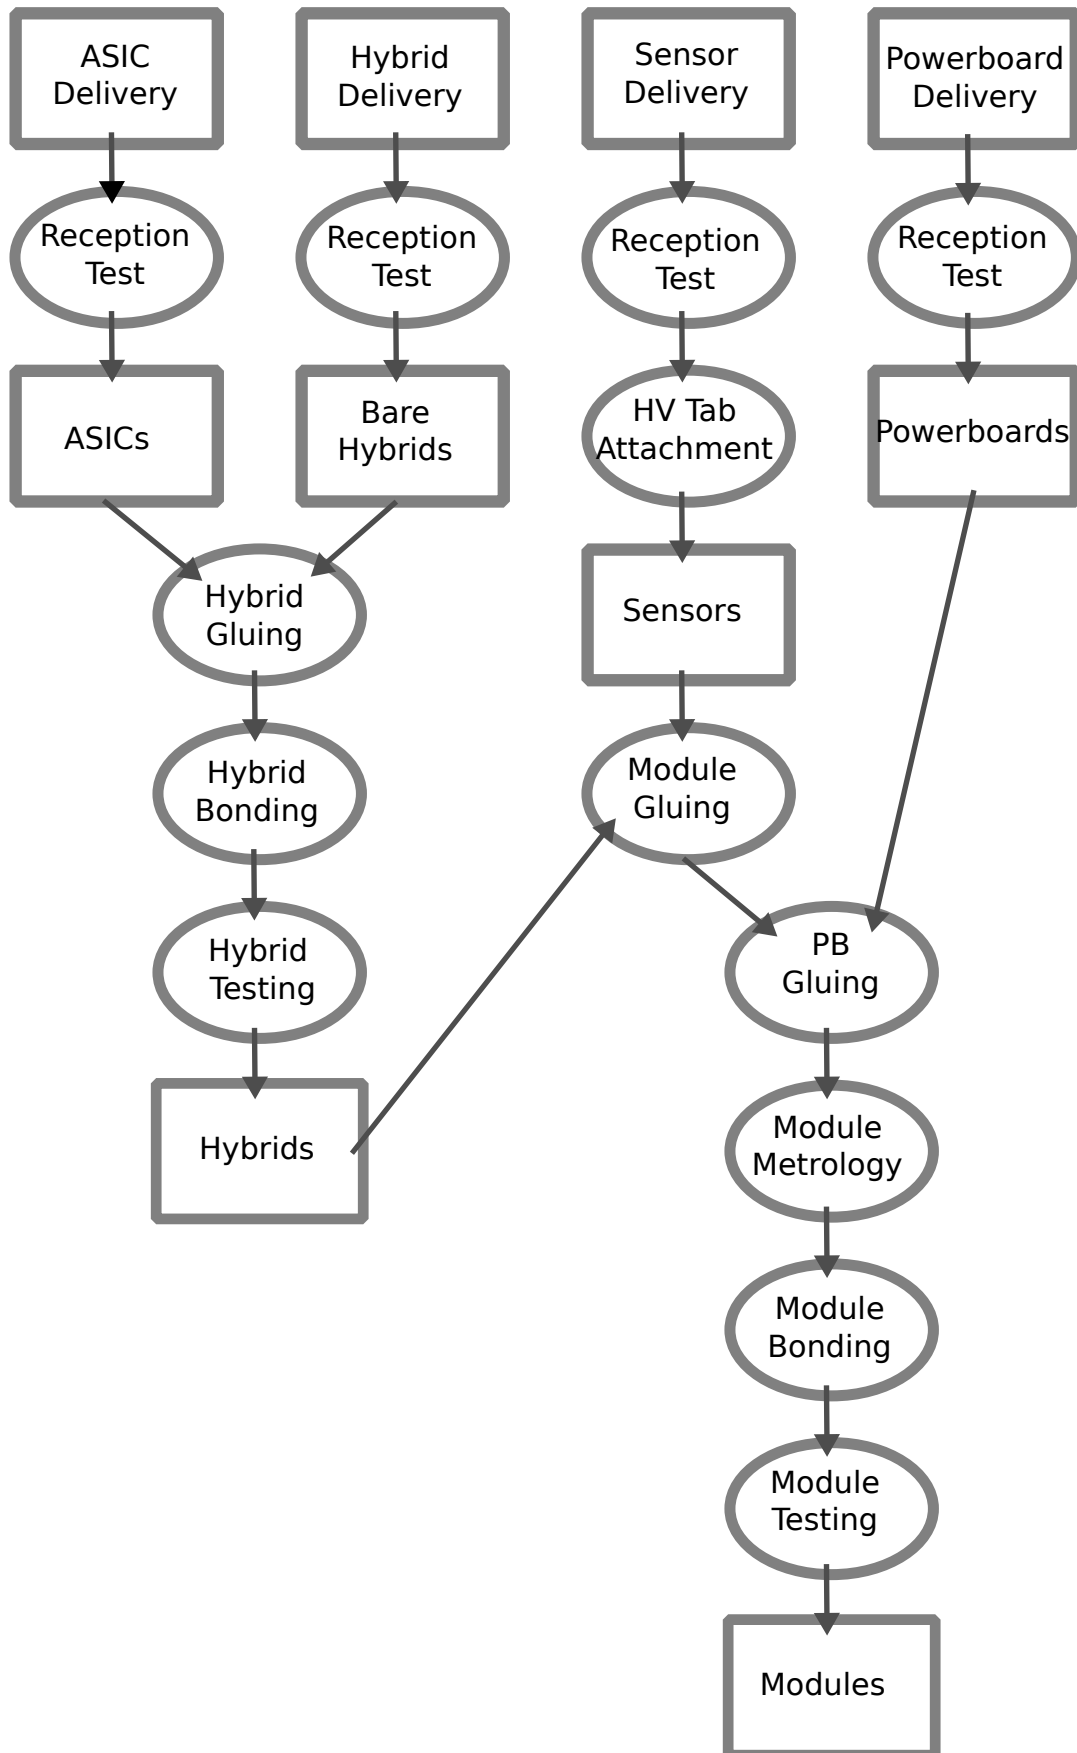 ASIC
Delivery
Hybrid
Delivery
Sensor
Delivery
Powerboard
Delivery
Reception
Test
Reception
Test
Reception
Test
Reception
Test
ASICs
Bare
Hybrids
HV Tab
Attachment
Powerboards
Hybrid
Gluing
Sensors
Hybrid
Bonding
Module
Gluing
Hybrid
Testing
PB
Gluing
Hybrids
Module
Metrology
Module
Bonding
Module
Testing
Modules